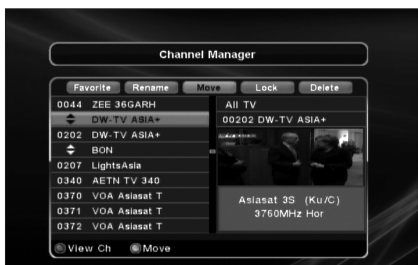 Channel Manager
Favorite Rename Move Lock Delete
0044 ZEE 36GARH
DW-TV ASIA+
0202 DW-TV ASIA+
BON
0207 LightsAsia
0340 AETN TV 340
0370 VOA Asiasat T
0371 VOA Asiasat T
0372 VOA Asiasat T
All TV
00202 DW-TV ASIA+
Asiasat 3S (Ku/C)
3760MHz Hor
View Ch Move